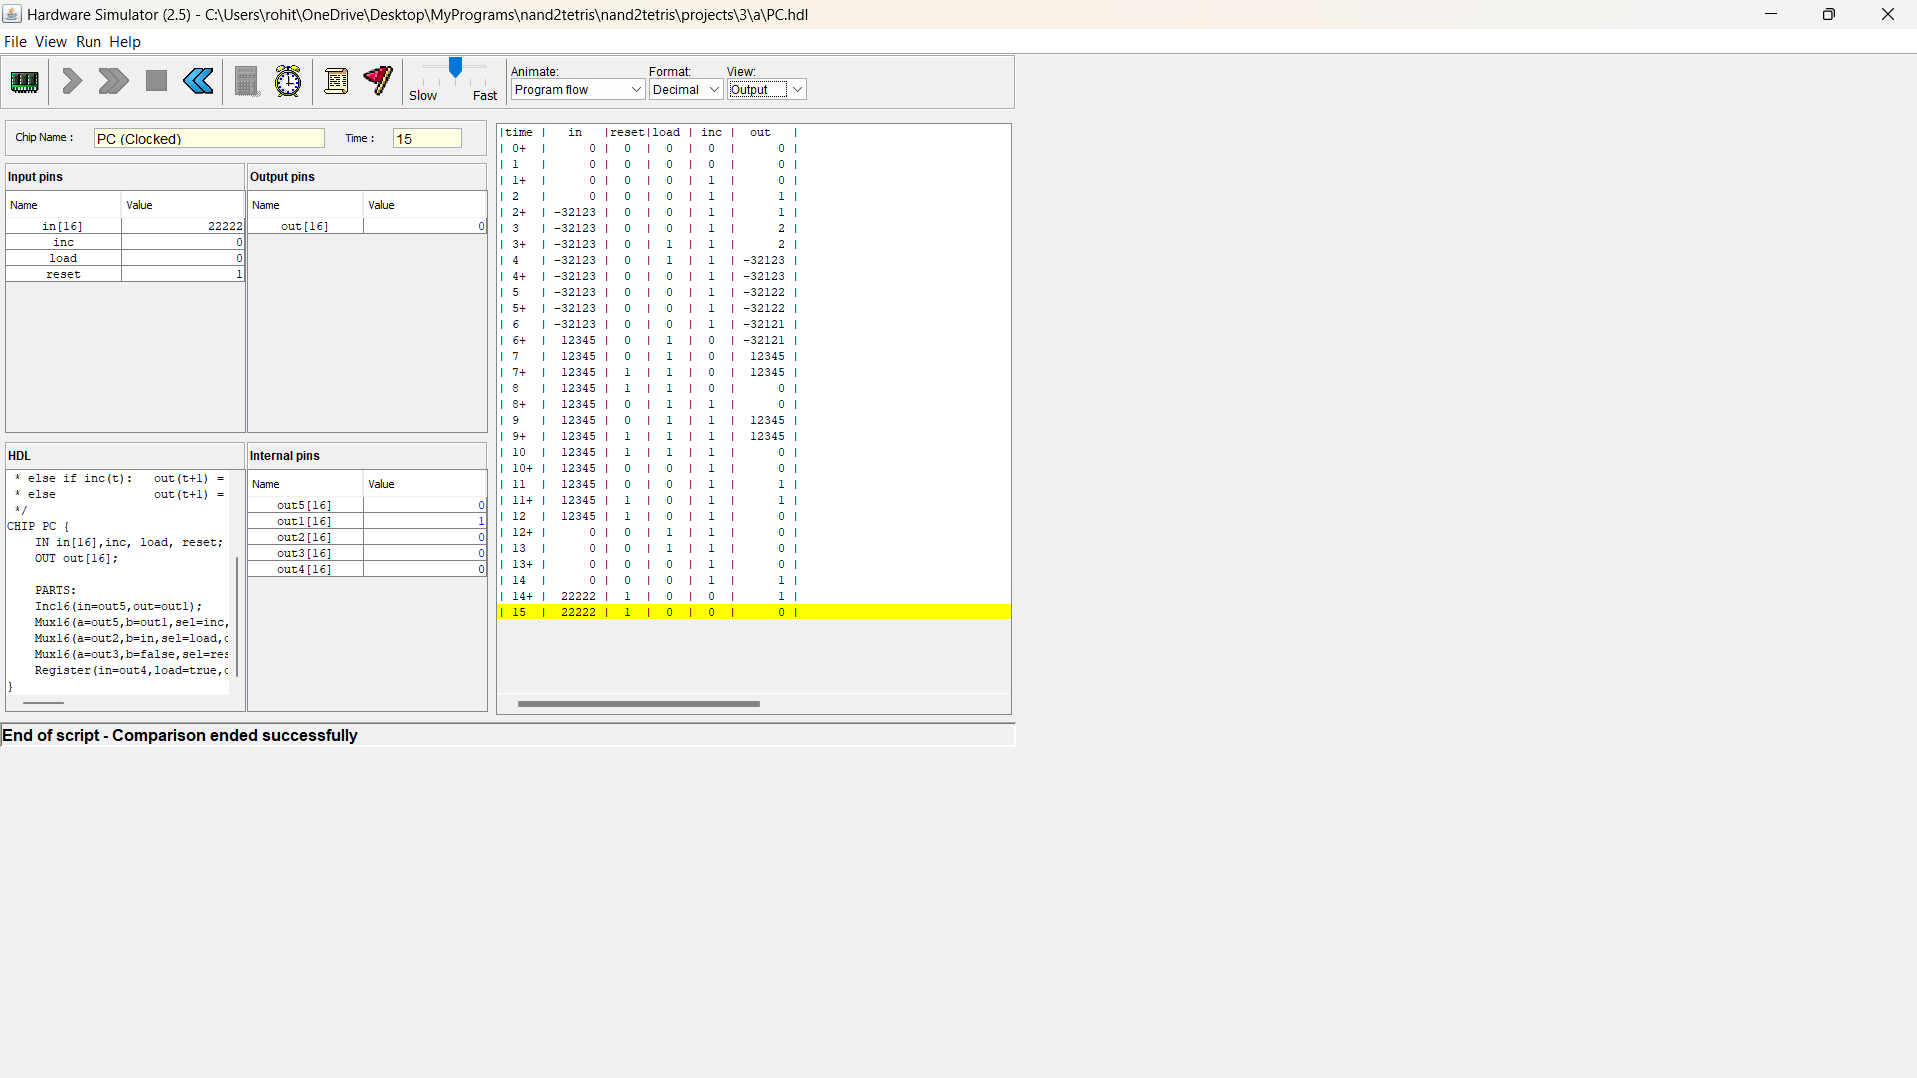 Hardware Simulator (2.5) - C:\Users\rohit\OneDrive\Desktop\MyPrograms\nand2tetris\nand2tetris\projects\3\a\PC.hdl
File View Run Help
Slow Fast
Animate: Format: View:
Program flow Decimal Output
Chip Name : PC (Clocked) Time : 15
Input pins
Name Value
in[16] 22222
inc 0
load 0
reset 1
Output pins
Name Value
out[16] 0
HDL
* else if inc(t): out(t+1) =
* else out(t+1) =
*/
CHIP PC {
IN in[16],inc, load, reset;
OUT out[16];
PARTS:
Inc16(in=out5,out=out1);
Mux16(a=out5,b=out1,sel=inc,
Mux16(a=out2,b=in,sel=load,
Mux16(a=out3,b=false,sel=res
Register(in=out4,load=true,
}
Internal pins
Name Value
out5[16] 0
out1[16] 1
out2[16] 0
out3[16] 0
out4[16] 0
|time | in |reset|load | inc | out |
| 0+ | 0 | 0 | 0 | 0 | 0 |
| 1 | 0 | 0 | 0 | 0 | 0 |
| 1+ | 0 | 0 | 0 | 1 | 0 |
| 2 | 0 | 0 | 0 | 1 | 1 |
| 2+ | -32123 | 0 | 0 | 1 | 1 |
| 3 | -32123 | 0 | 0 | 1 | 2 |
| 3+ | -32123 | 0 | 1 | 1 | 2 |
| 4 | -32123 | 0 | 1 | 1 | -32123 |
| 4+ | -32123 | 0 | 0 | 1 | -32123 |
| 5 | -32123 | 0 | 0 | 1 | -32122 |
| 5+ | -32123 | 0 | 0 | 1 | -32122 |
| 6 | -32123 | 0 | 0 | 1 | -32121 |
| 6+ | 12345 | 0 | 1 | 0 | -32121 |
| 7 | 12345 | 0 | 1 | 0 | 12345 |
| 7+ | 12345 | 1 | 1 | 0 | 12345 |
| 8 | 12345 | 1 | 1 | 0 | 0 |
| 8+ | 12345 | 0 | 1 | 1 | 0 |
| 9 | 12345 | 0 | 1 | 1 | 12345 |
| 9+ | 12345 | 1 | 1 | 1 | 12345 |
| 10 | 12345 | 1 | 1 | 1 | 0 |
| 10+ | 12345 | 0 | 0 | 1 | 0 |
| 11 | 12345 | 0 | 0 | 1 | 1 |
| 11+ | 12345 | 1 | 0 | 1 | 1 |
| 12 | 12345 | 1 | 0 | 1 | 0 |
| 12+ | 0 | 0 | 1 | 1 | 0 |
| 13 | 0 | 0 | 1 | 1 | 0 |
| 13+ | 0 | 0 | 0 | 1 | 0 |
| 14 | 0 | 0 | 0 | 1 | 1 |
| 14+ | 22222 | 1 | 0 | 0 | 1 |
| 15 | 22222 | 1 | 0 | 0 | 0 |
End of script - Comparison ended successfully